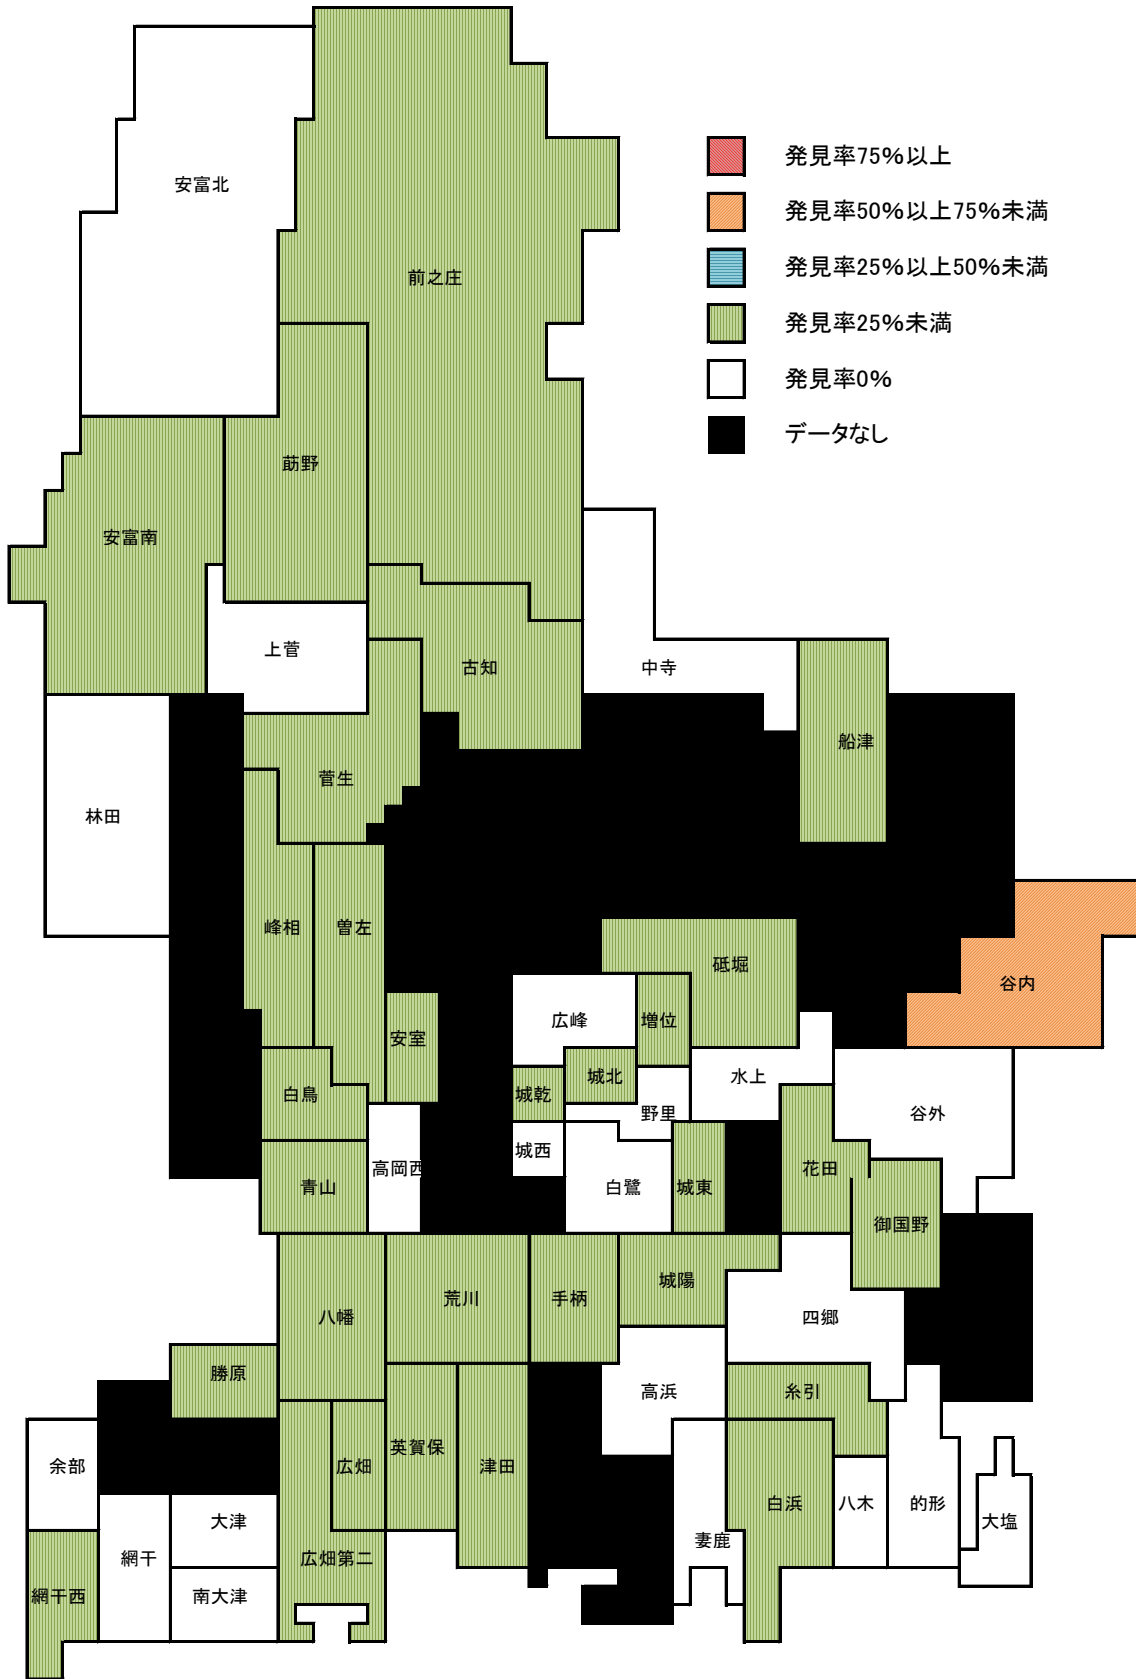 発見率75%以上
安富北
発見率50%以上75%未満
発見率25%以上50%未満
前之庄
発見率25%未満
発見率0%
データなし
莇野
安富南
上菅
古知
中寺
船津
菅生
林田
峰相
曽左
砥堀
谷内
広峰
増位
安室
城北
水上
白鳥
城乾
野里
谷外
城西
高岡西
花田
青山
白鷺
城東
御国野
城陽
荒川
手柄
八幡
四郷
勝原
高浜
糸引
英賀保
余部
広畑
津田
白浜
八木
的形
大津
大塩
妻鹿
網干
広畑第二
網干西
南大津